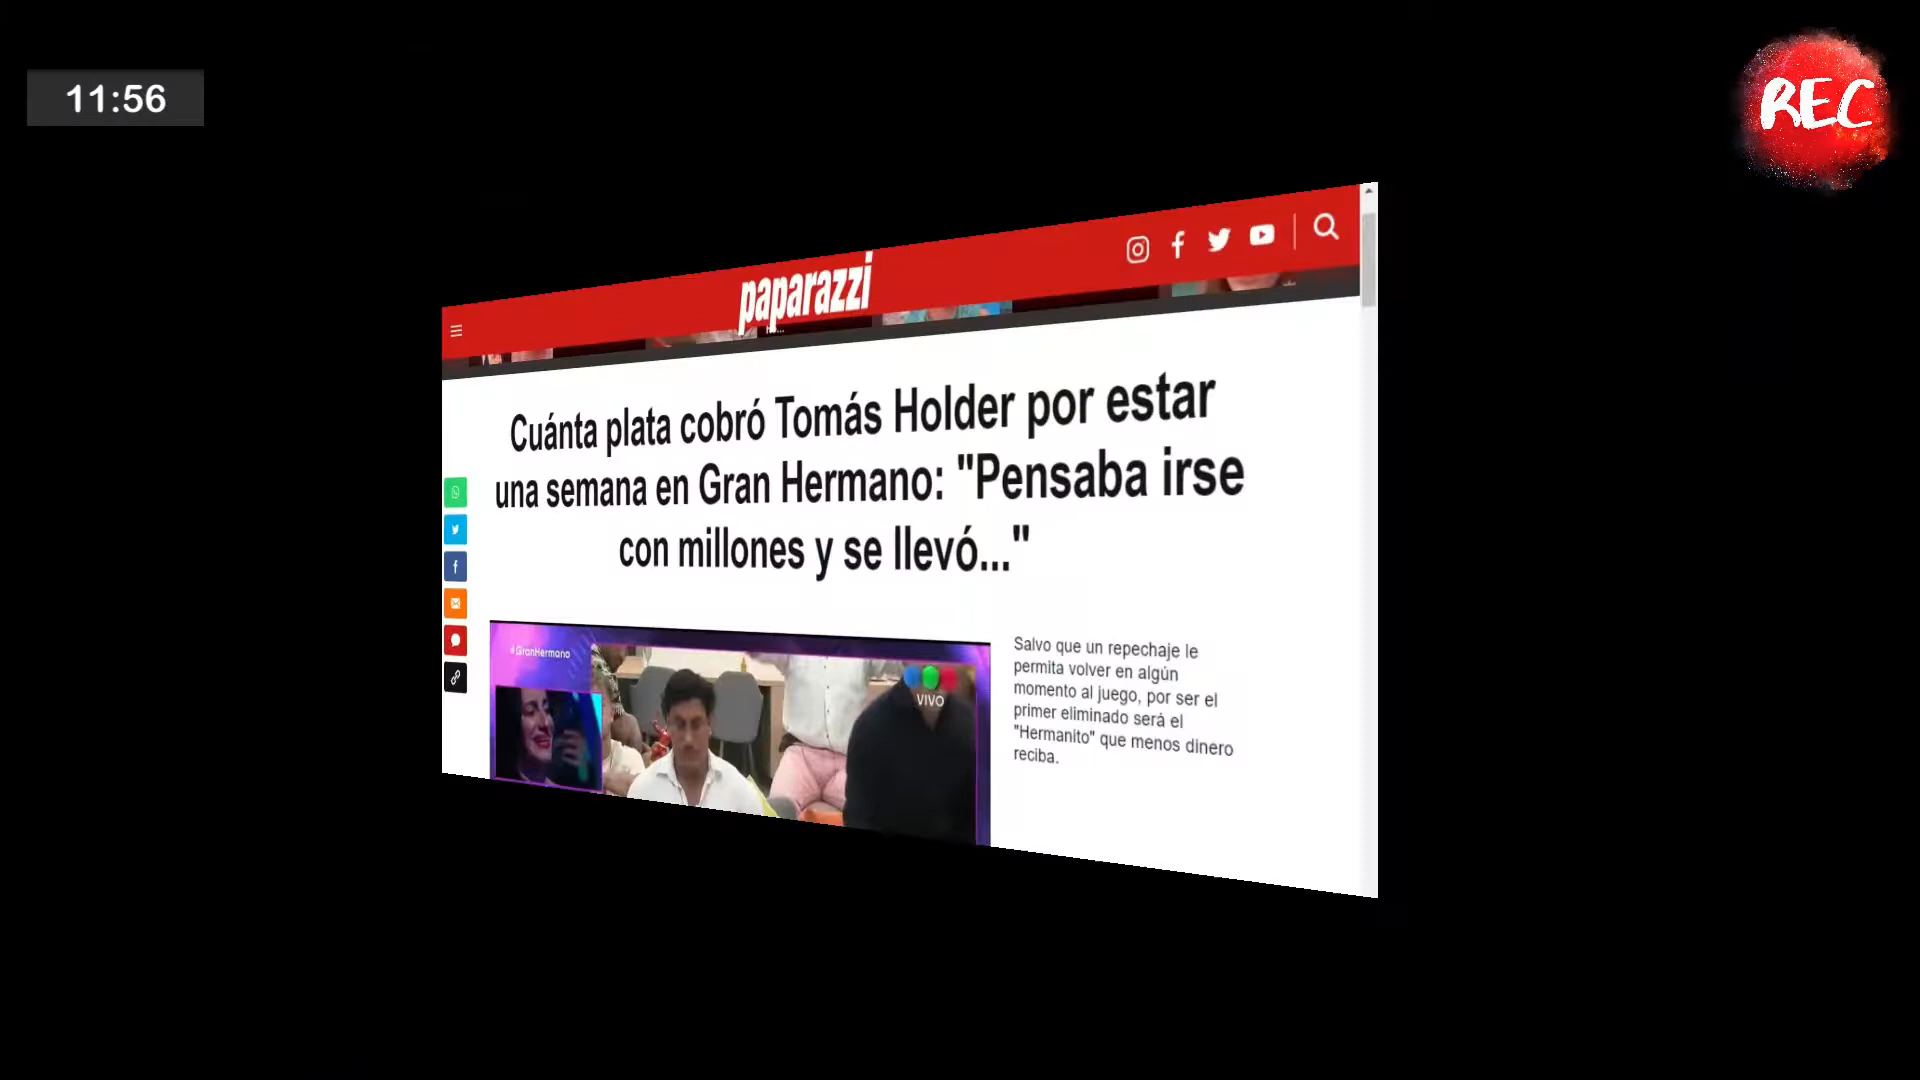 11:56
REC
paparazzi
Cuánta plata cobró Tomás Holder por estar
una semana en Gran Hermano: "Pensaba irse
con millones y se llevó..."
#GranHermano
VIVO
Salvo que un repechaje le
permita volver en algún
momento al juego, por ser el
primer eliminado será el
"Hermanito" que menos dinero
reciba.